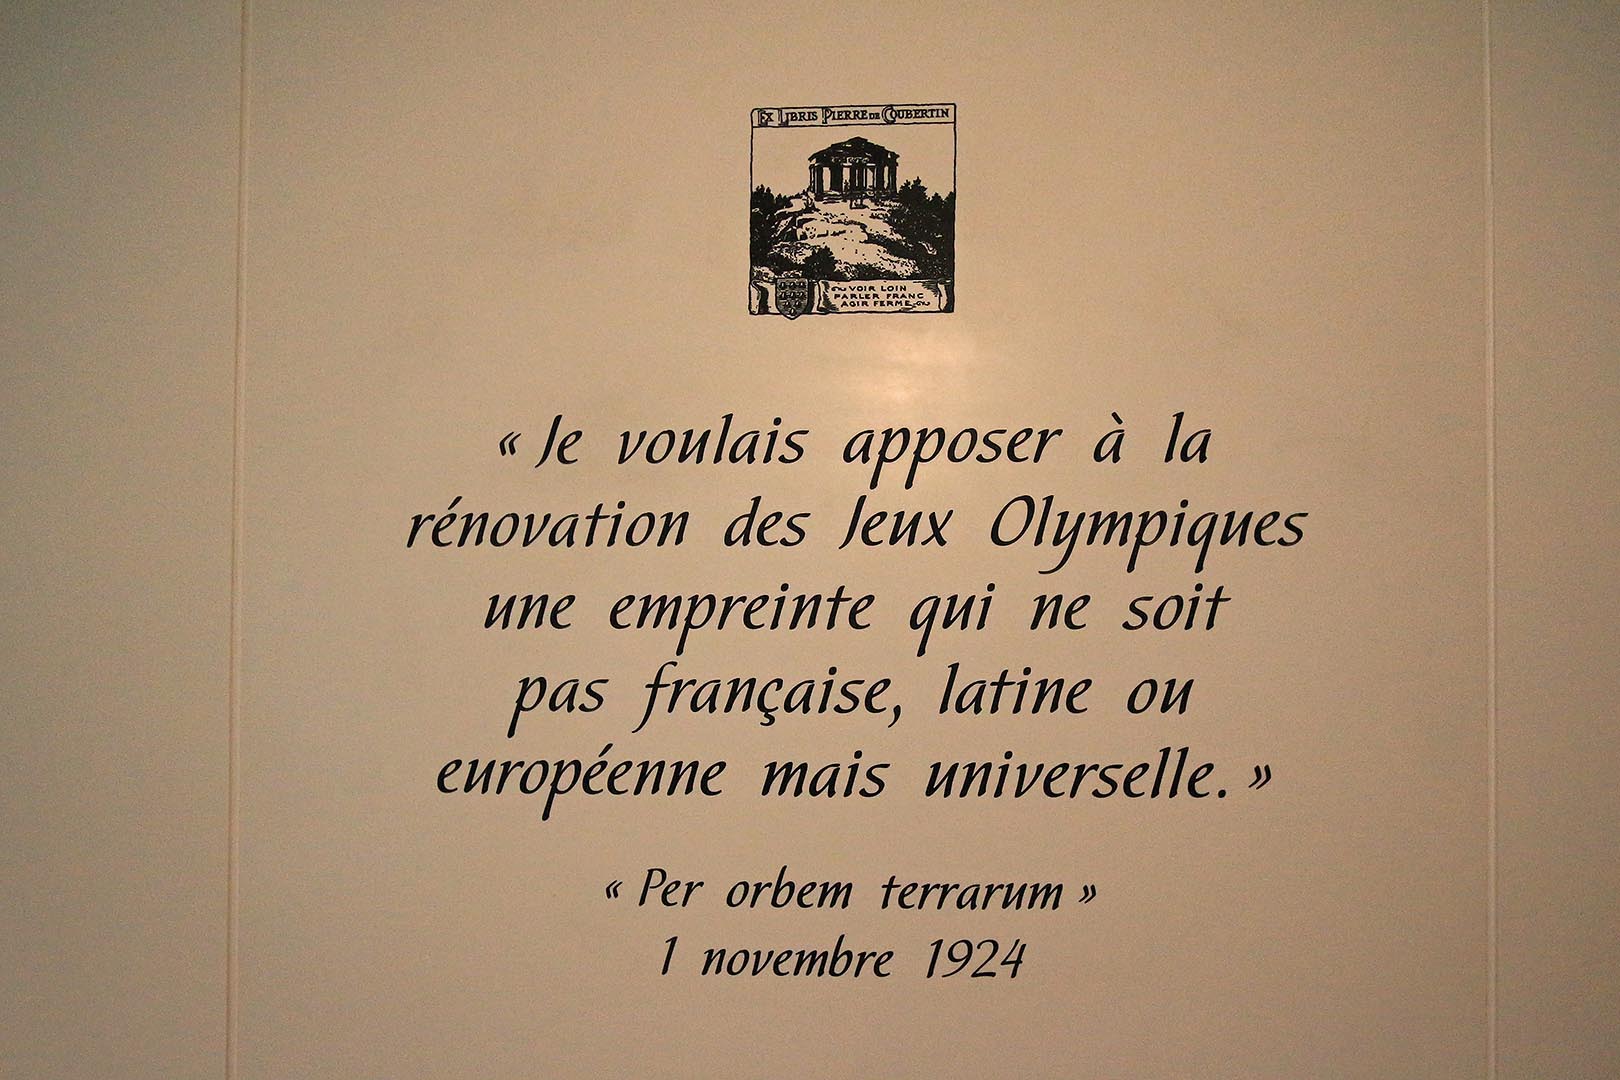 EX LIBRIS PIERRE DE COUBERTIN
VOIR LOIN
PARLER FRANC
AGIR FERME
« Je voulais apposer à la
rénovation des Jeux Olympiques
une empreinte qui ne soit
pas française, latine ou
européenne mais universelle. »
« Per orbem terrarum »
1 novembre 1924